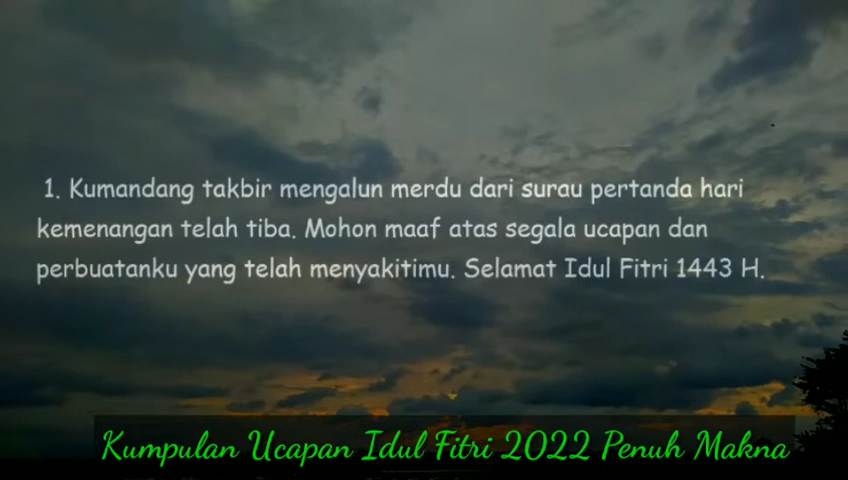 1. Kumandang takbir mengalun merdu dari surau pertanda hari
kemenangan telah tiba. Mohon maaf atas segala ucapan dan
perbuatanku yang telah menyakitimu. Selamat Idul Fitri 1443 H.
Kumpulan Ucapan Idul Fitri 2022 Penuh Makna